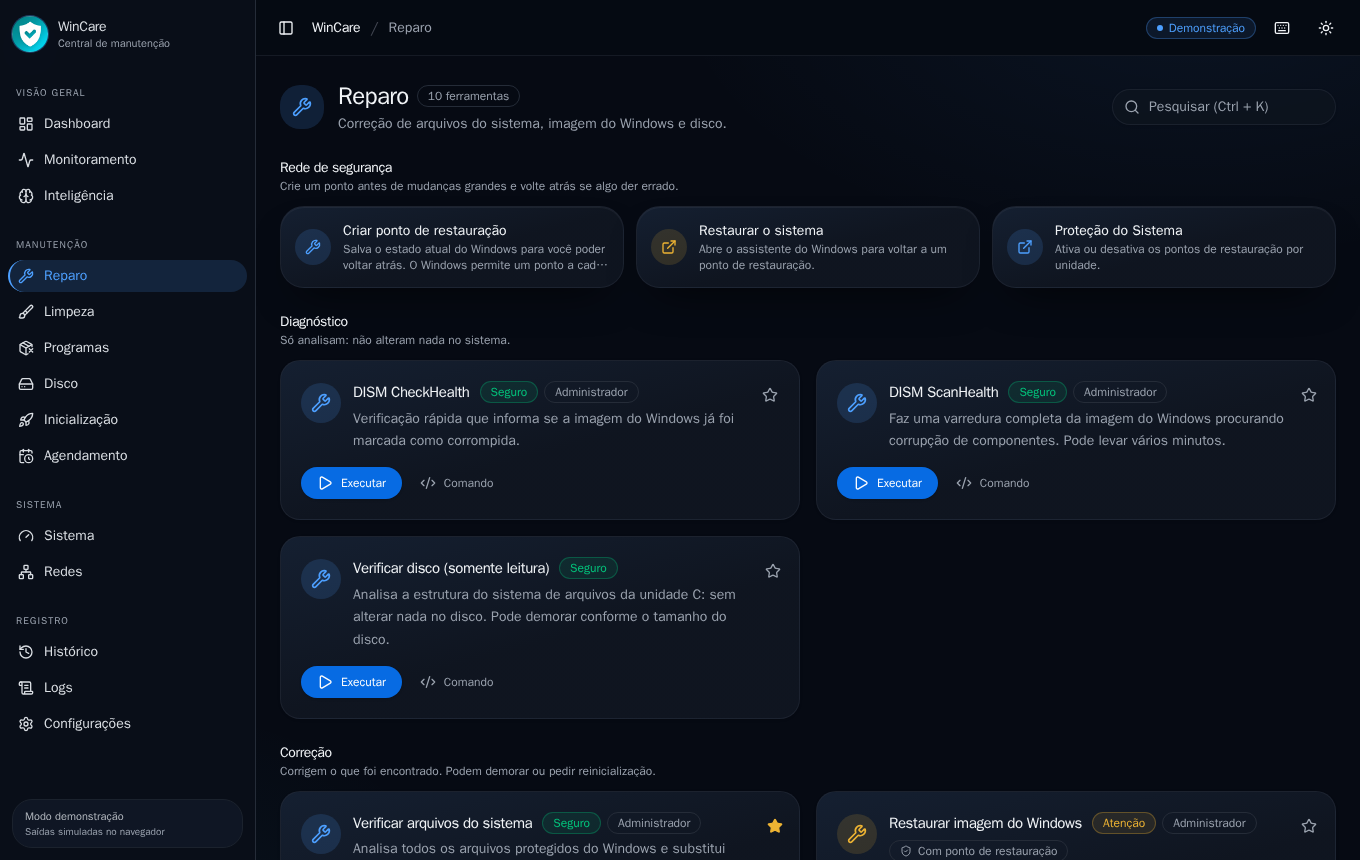 WinCare
Central de manutenção
VISÃO GERAL
Dashboard
Monitoramento
Inteligência
MANUTENÇÃO
Reparo
Limpeza
Programas
Disco
Inicialização
Agendamento
SISTEMA
Sistema
Redes
REGISTRO
Histórico
Logs
Configurações
Modo demonstração
Saídas simuladas no navegador
WinCare / Reparo
Demonstração
Reparo 10 ferramentas
Correção de arquivos do sistema, imagem do Windows e disco.
Pesquisar (Ctrl + K)
Rede de segurança
Crie um ponto antes de mudanças grandes e volte atrás se algo der errado.
Criar ponto de restauração
Salva o estado atual do Windows para você poder
voltar atrás. O Windows permite um ponto a cad…
Restaurar o sistema
Abre o assistente do Windows para voltar a um
ponto de restauração.
Proteção do Sistema
Ativa ou desativa os pontos de restauração por
unidade.
Diagnóstico
Só analisam: não alteram nada no sistema.
DISM CheckHealth Seguro Administrador
Verificação rápida que informa se a imagem do Windows já foi
marcada como corrompida.
Executar Comando
DISM ScanHealth Seguro Administrador
Faz uma varredura completa da imagem do Windows procurando
corrupção de componentes. Pode levar vários minutos.
Executar Comando
Verificar disco (somente leitura) Seguro
Analisa a estrutura do sistema de arquivos da unidade C: sem
alterar nada no disco. Pode demorar conforme o tamanho do
disco.
Executar Comando
Correção
Corrigem o que foi encontrado. Podem demorar ou pedir reinicialização.
Verificar arquivos do sistema Seguro Administrador
Analisa todos os arquivos protegidos do Windows e substitui
Restaurar imagem do Windows Atenção Administrador
Com ponto de restauração